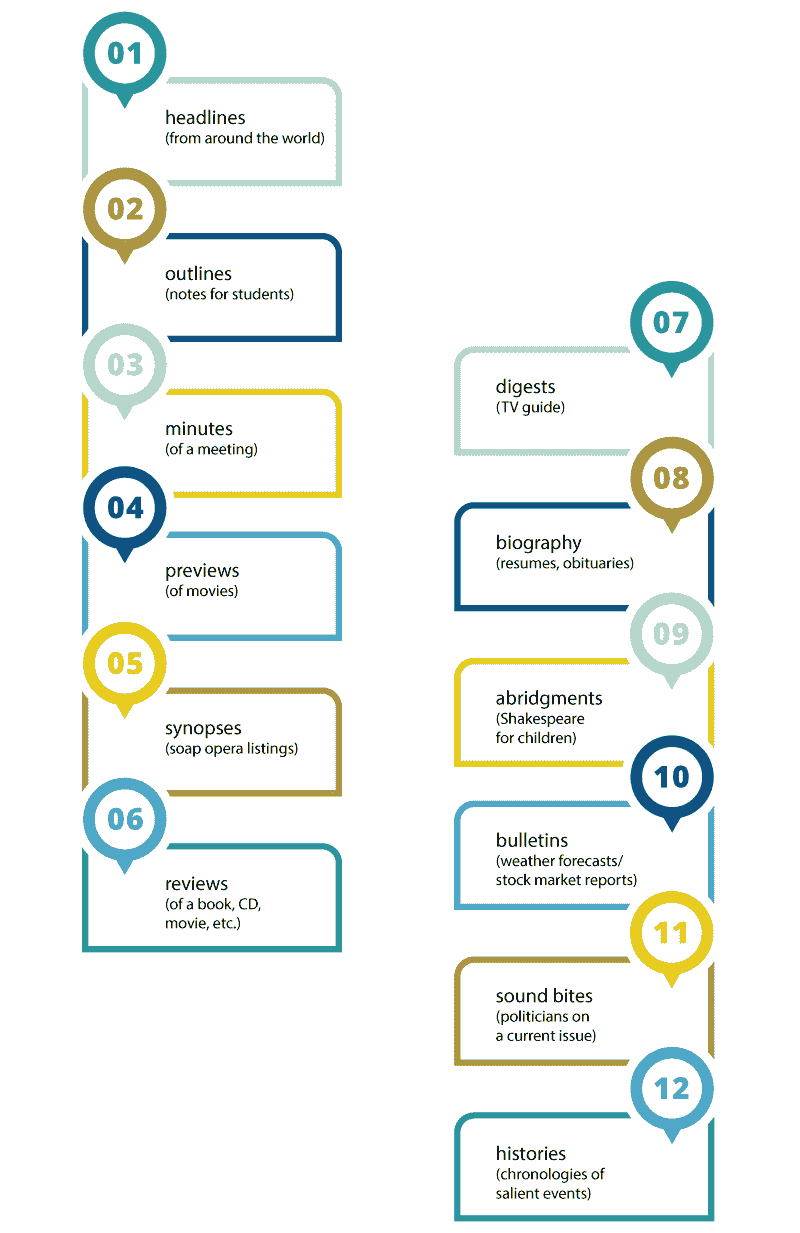 01
headlines
(from around the world)
02
outlines
(notes for students)
03
minutes
(of a meeting)
04
previews
(of movies)
05
synopses
(soap opera listings)
06
reviews
(of a book, CD,
movie, etc.)
07
digests
(TV guide)
08
biography
(resumes, obituaries)
09
abridgments
(Shakespeare
for children)
10
bulletins
(weather forecasts/
stock market reports)
11
sound bites
(politicians on
a current issue)
12
histories
(chronologies of
salient events)